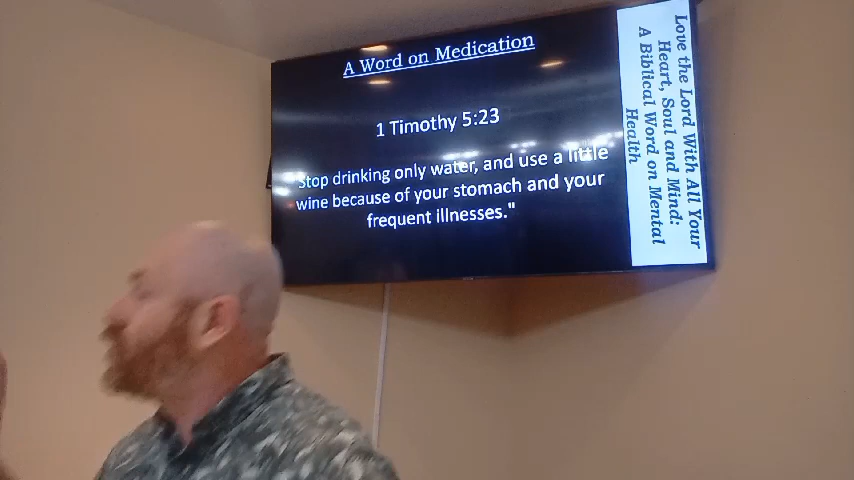 A Word on Medication
1 Timothy 5:23
"Stop drinking only water, and use a little
wine because of your stomach and your
frequent illnesses."
Love the Lord With All Your
Heart, Soul and Mind:
A Biblical Word on Mental
Health